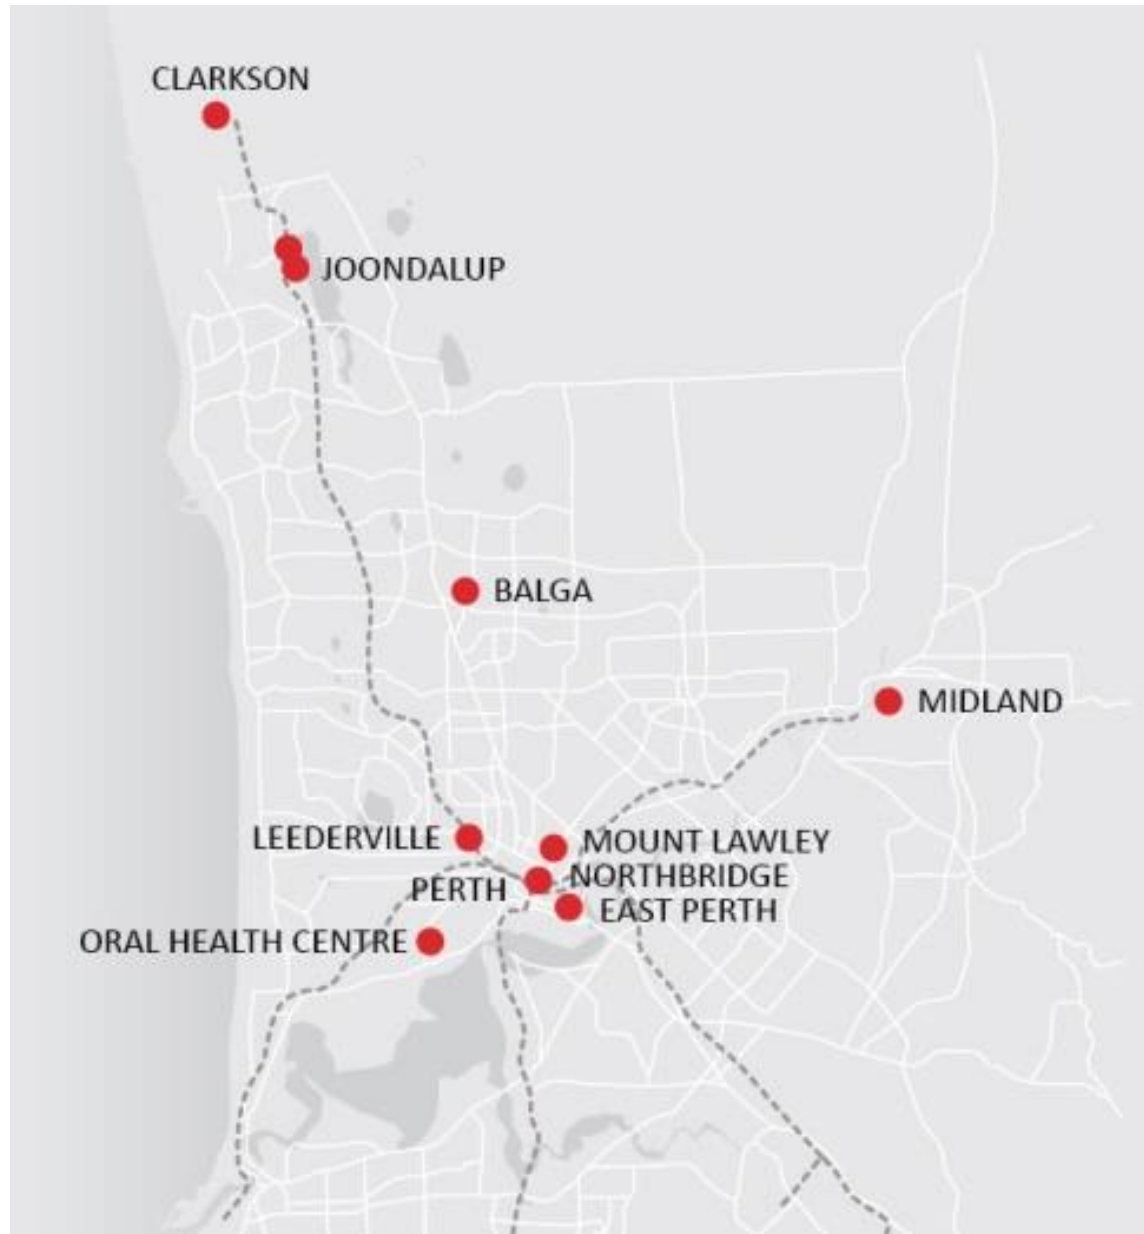 CLARKSON
JOONDALUP
BALGA
MIDLAND
LEEDERVILLE
MOUNT LAWLEY
NORTHBRIDGE
PERTH
EAST PERTH
ORAL HEALTH CENTRE